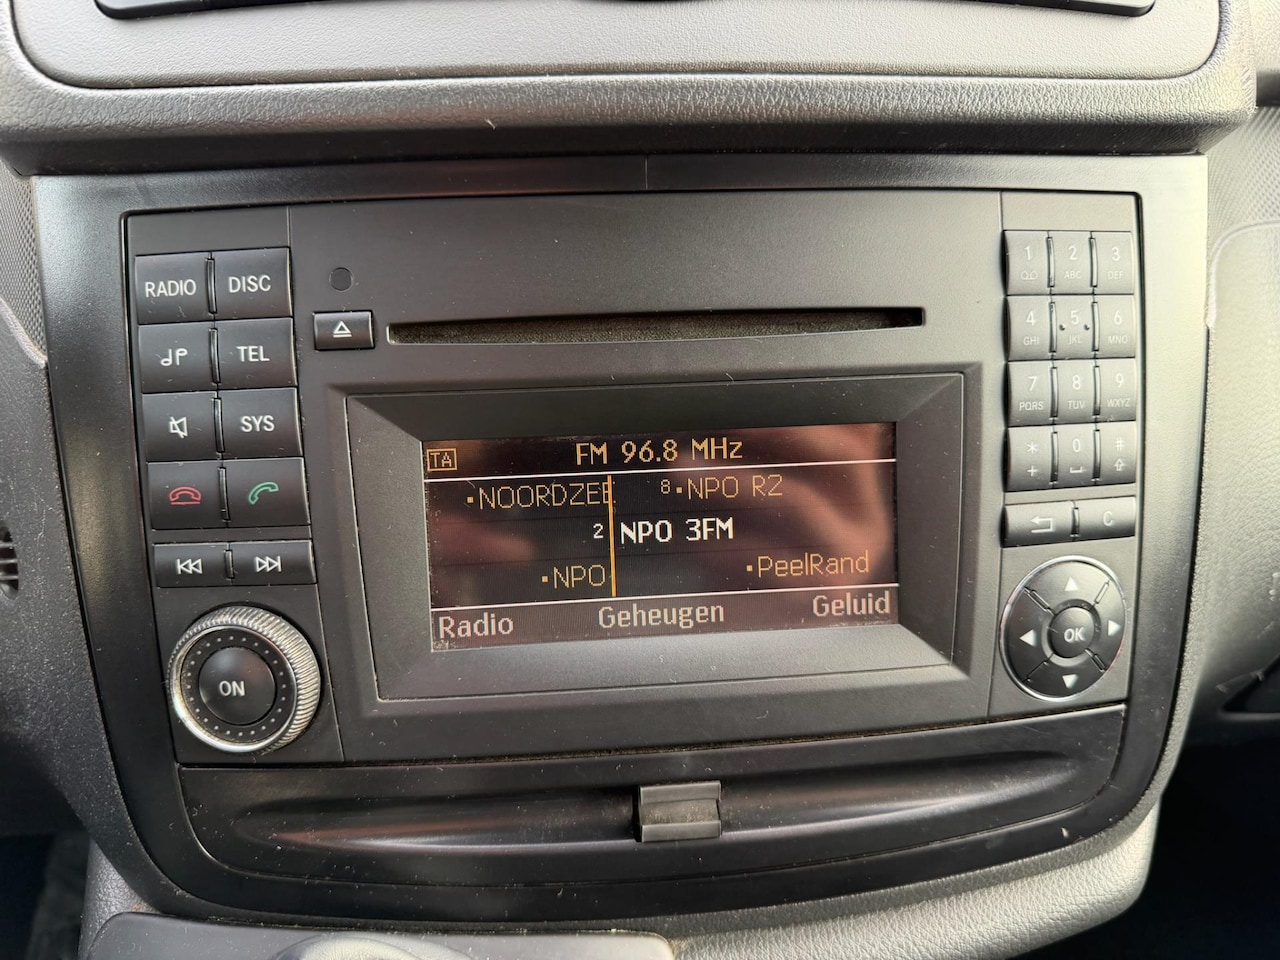 RADIO DISC
TEL
SYS
ON
TA FM 96.8 MHz
NOORDZEE 8 NPO R2
2 NPO 3FM
NPO PeelRand
Radio Geheugen Geluid
1 2 3
QO ABC DEF
4 5 6
GHI JKL MNO
7 8 9
PQRS TUV WXYZ
* 0 #
+
C
OK